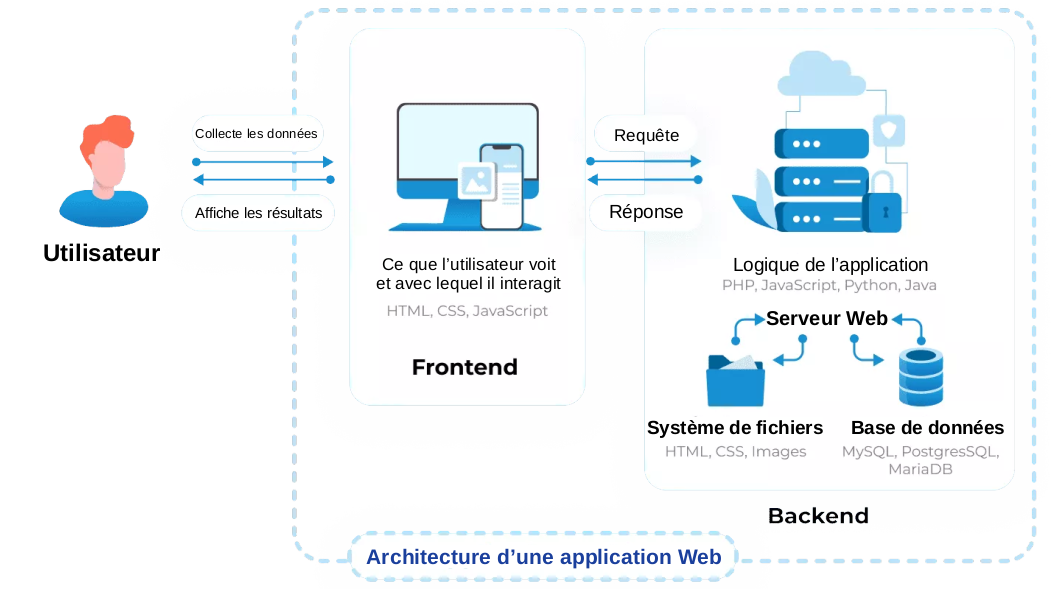 Collecte les données
Affiche les résultats
Utilisateur
Ce que l’utilisateur voit
et avec lequel il interagit
HTML, CSS, JavaScript
Frontend
Requête
Réponse
Logique de l’application
PHP, JavaScript, Python, Java
Serveur Web
Système de fichiers
HTML, CSS, Images
Base de données
MySQL, PostgresSQL,
MariaDB
Backend
Architecture d’une application Web